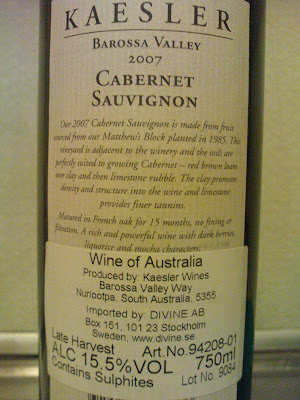 KAESLER
BAROSSA VALLEY
2007
CABERNET
SAUVIGNON
Our 2007 Cabernet Sauvignon is made from fruit
sourced from our Matthew's Block planted in 1985. This
vineyard is adjacent to the winery and the soils are
perfectly suited to growing Cabernet – red brown loam
over clay and then limestone rubble. The clay promotes
density and structure into the wine and limestone
provides finer tannins.
Matured in French oak for 15 months, no fining or
filtration. A rich and powerful wine with dark berries,
liquorice and mocha characters.
Wine of Australia
Produced by: Kaesler Wines
Barossa Valley Way
Nuriootpa, South Australia. 5355
Imported by: DIVINE AB
Box 151, 101 23 Stockholm
Sweden, www.divine.se
Late Harvest Art.No.94208-01
ALC 15.5%VOL 750ml
Contains Sulphites Lot No. 9084